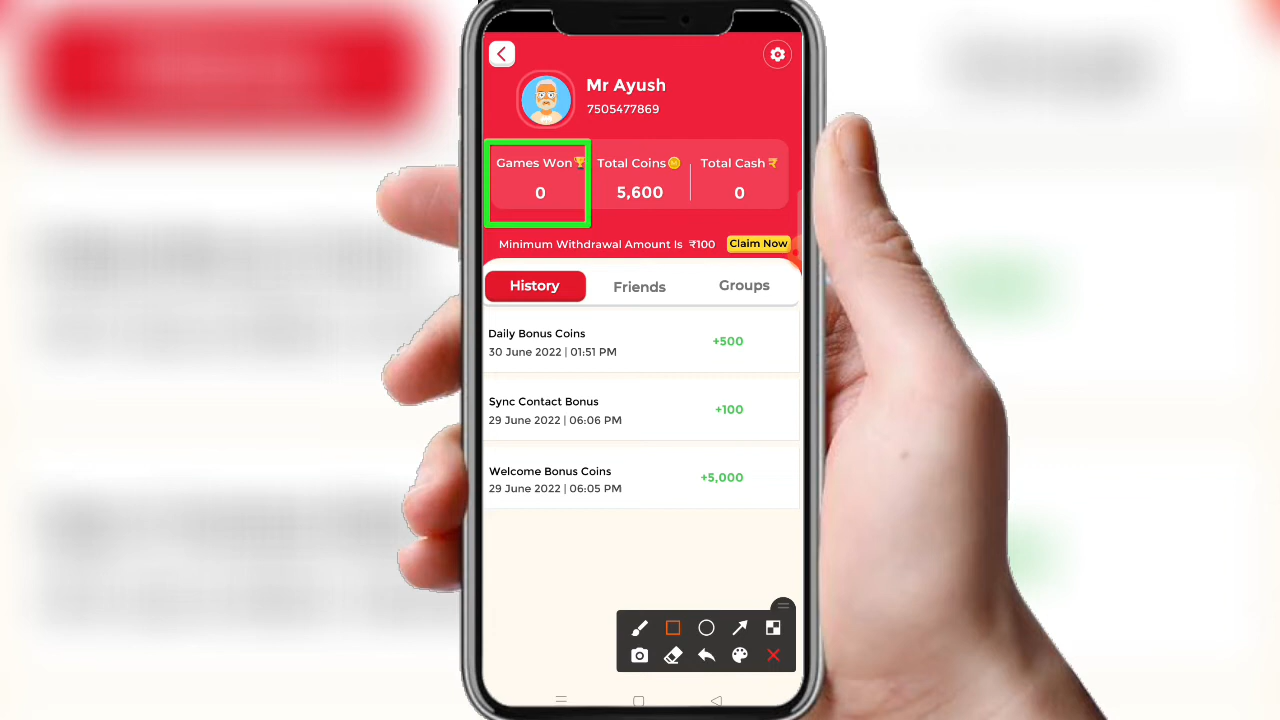 Mr Ayush
7505477869
Games Won Total Coins Total Cash ₹
0 5,600 0
Minimum Withdrawal Amount Is ₹100 Claim Now
History Friends Groups
Daily Bonus Coins
30 June 2022 | 01:51 PM +500
Sync Contact Bonus
29 June 2022 | 06:06 PM +100
Welcome Bonus Coins
29 June 2022 | 06:05 PM +5,000